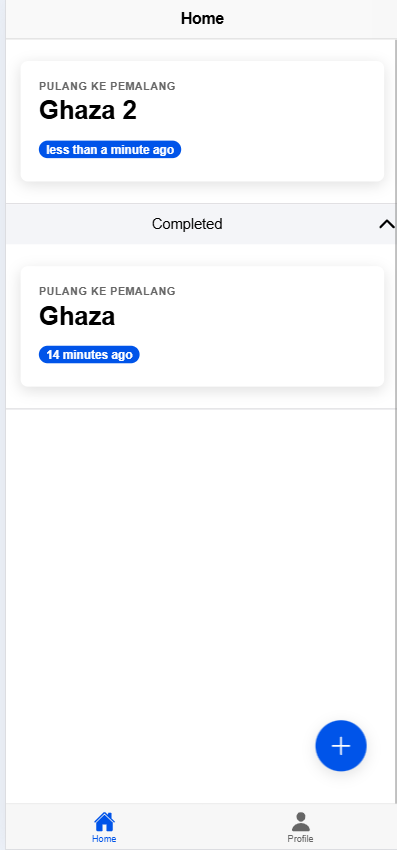 Home
PULANG KE PEMALANG
Ghaza 2
less than a minute ago
Completed
PULANG KE PEMALANG
Ghaza
14 minutes ago
Home
Profile